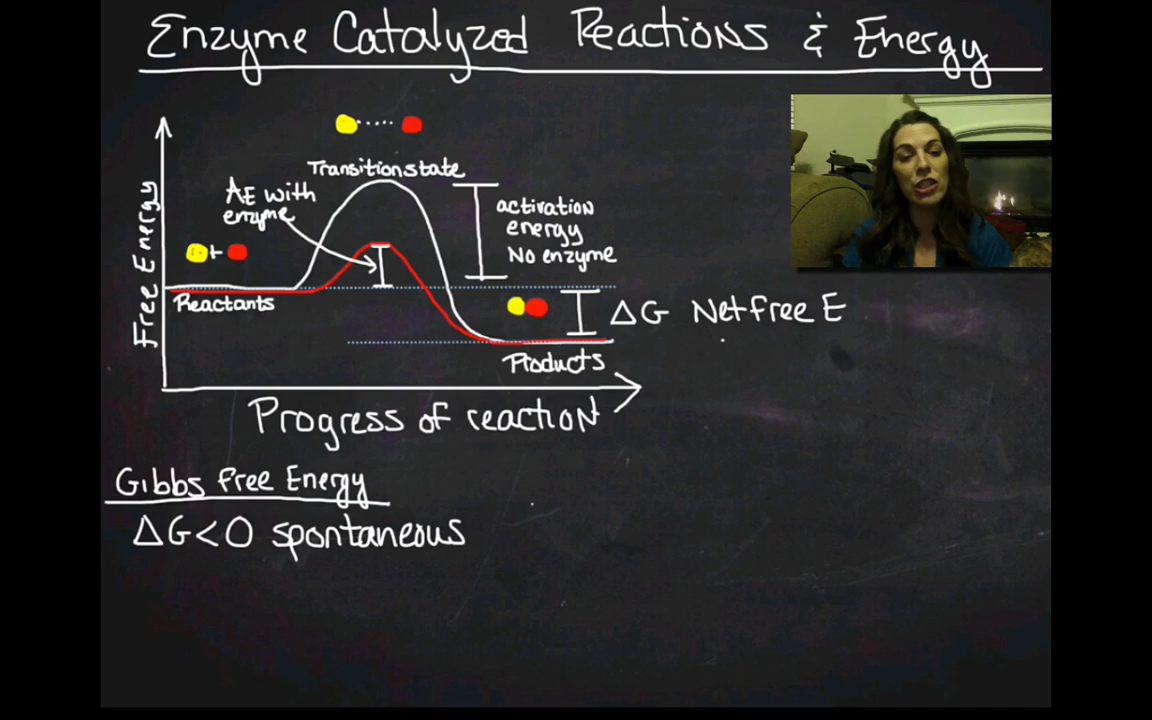 Enzyme Catalyzed Reactions & Energy
Transition state
AE with
enzyme
activation
energy
No enzyme
Free Energy
Reactants
ΔG Net free E
Products
Progress of reaction
Gibbs free Energy
ΔG<0 spontaneous